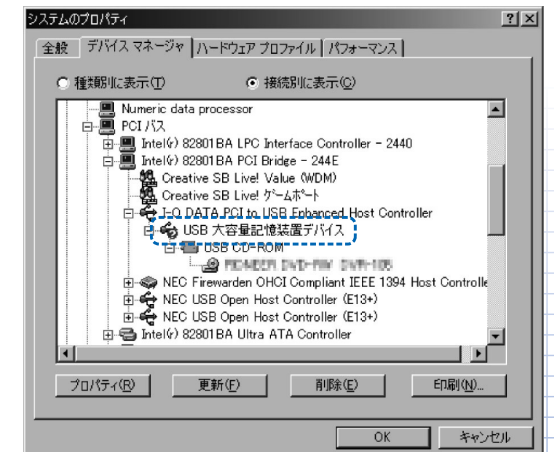 システムのプロパティ
全般 デバイス マネージャ ハードウェア プロファイル パフォーマンス
種類別に表示(T) 接続別に表示(C)
Numeric data processor
PCI バス
Intel(r) 82801BA LPC Interface Controller - 2440
Intel(r) 82801BA PCI Bridge - 244E
Creative SB Live! Value (WDM)
Creative SB Live! ゲームポート
I-O DATA PCI to USB Enhanced Host Controller
USB 大容量記憶装置デバイス
USB CD-ROM
NEC Firewarden OHCI Compliant IEEE 1394 Host Controlle
NEC USB Open Host Controller (E13+)
NEC USB Open Host Controller (E13+)
Intel(r) 82801BA Ultra ATA Controller
プロパティ(R) 更新(F) 削除(E) 印刷(N)...
OK キャンセル